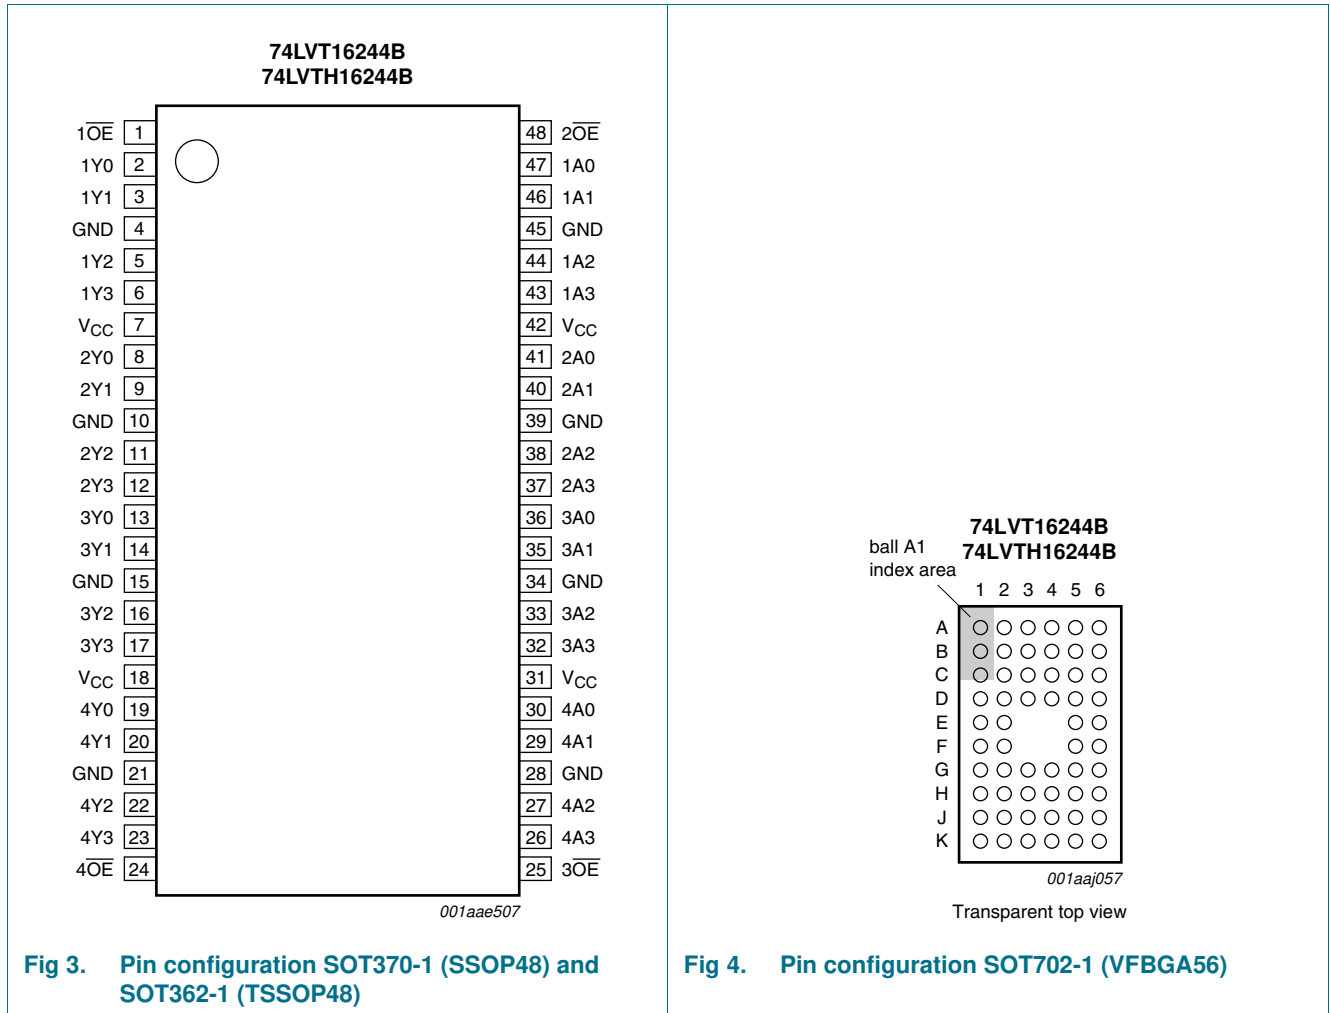 74LVT16244B
74LVTH16244B
1OE 1 48 2OE
1Y0 2 47 1A0
1Y1 3 46 1A1
GND 4 45 GND
1Y2 5 44 1A2
1Y3 6 43 1A3
VCC 7 42 VCC
2Y0 8 41 2A0
2Y1 9 40 2A1
GND 10 39 GND
2Y2 11 38 2A2
2Y3 12 37 2A3
3Y0 13 36 3A0
3Y1 14 35 3A1
GND 15 34 GND
3Y2 16 33 3A2
3Y3 17 32 3A3
VCC 18 31 VCC
4Y0 19 30 4A0
4Y1 20 29 4A1
GND 21 28 GND
4Y2 22 27 4A2
4Y3 23 26 4A3
4OE 24 25 3OE
001aae507
Fig 3. Pin configuration SOT370-1 (SSOP48) and
SOT362-1 (TSSOP48)
74LVT16244B
74LVTH16244B
ball A1
index area
1 2 3 4 5 6
A
B
C
D
E
F
G
H
J
K
001aaj057
Transparent top view
Fig 4. Pin configuration SOT702-1 (VFBGA56)